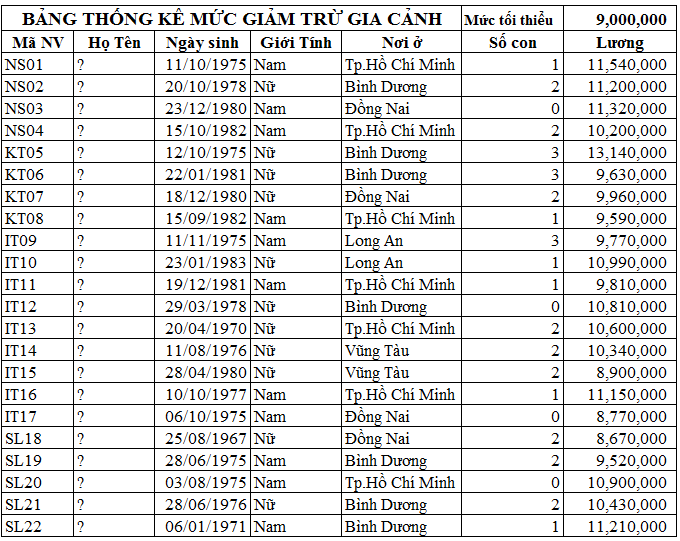 BẢNG THỐNG KÊ MỨC GIẢM TRỪ GIA CẢNH Mức tối thiểu 9,000,000
Mã NV Họ Tên Ngày sinh Giới Tính Nơi ở Số con Lương
NS01 ? 11/10/1975 Nam Tp.Hồ Chí Minh 1 11,540,000
NS02 ? 20/10/1978 Nữ Bình Dương 2 11,200,000
NS03 ? 23/12/1980 Nam Đồng Nai 0 11,320,000
NS04 ? 15/10/1982 Nam Tp.Hồ Chí Minh 2 10,200,000
KT05 ? 12/10/1975 Nữ Bình Dương 3 13,140,000
KT06 ? 22/01/1981 Nữ Bình Dương 3 9,630,000
KT07 ? 18/12/1980 Nữ Đồng Nai 2 9,960,000
KT08 ? 15/09/1982 Nam Tp.Hồ Chí Minh 1 9,590,000
IT09 ? 11/11/1975 Nam Long An 3 9,770,000
IT10 ? 23/01/1983 Nữ Long An 1 10,990,000
IT11 ? 19/12/1981 Nam Tp.Hồ Chí Minh 1 9,810,000
IT12 ? 29/03/1978 Nữ Bình Dương 0 10,810,000
IT13 ? 20/04/1970 Nữ Tp.Hồ Chí Minh 2 10,600,000
IT14 ? 11/08/1976 Nữ Vũng Tàu 2 10,340,000
IT15 ? 28/04/1980 Nữ Vũng Tàu 2 8,900,000
IT16 ? 10/10/1977 Nam Tp.Hồ Chí Minh 1 11,150,000
IT17 ? 06/10/1975 Nam Đồng Nai 0 8,770,000
SL18 ? 25/08/1967 Nữ Đồng Nai 2 8,670,000
SL19 ? 28/06/1975 Nam Bình Dương 2 9,520,000
SL20 ? 03/08/1975 Nam Tp.Hồ Chí Minh 0 10,900,000
SL21 ? 28/06/1976 Nữ Bình Dương 2 10,430,000
SL22 ? 06/01/1971 Nam Bình Dương 1 11,210,000